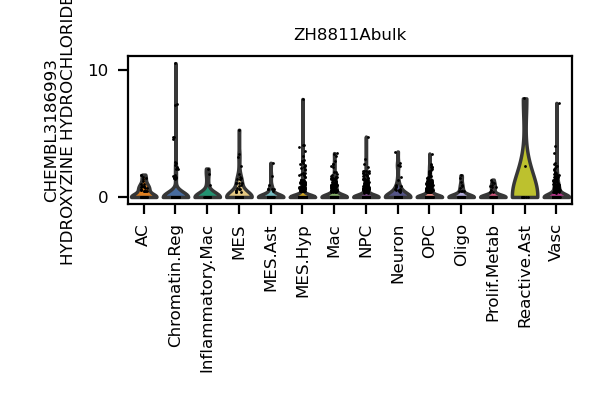 ZH8811Abulk
CHEMBL3186993
HYDROXYZINE HYDROCHLORIDE
10
0
AC
Chromatin.Reg
Inflammatory.Mac
MES
MES.Ast
MES.Hyp
Mac
NPC
Neuron
OPC
Oligo
Prolif.Metab
Reactive.Ast
Vasc